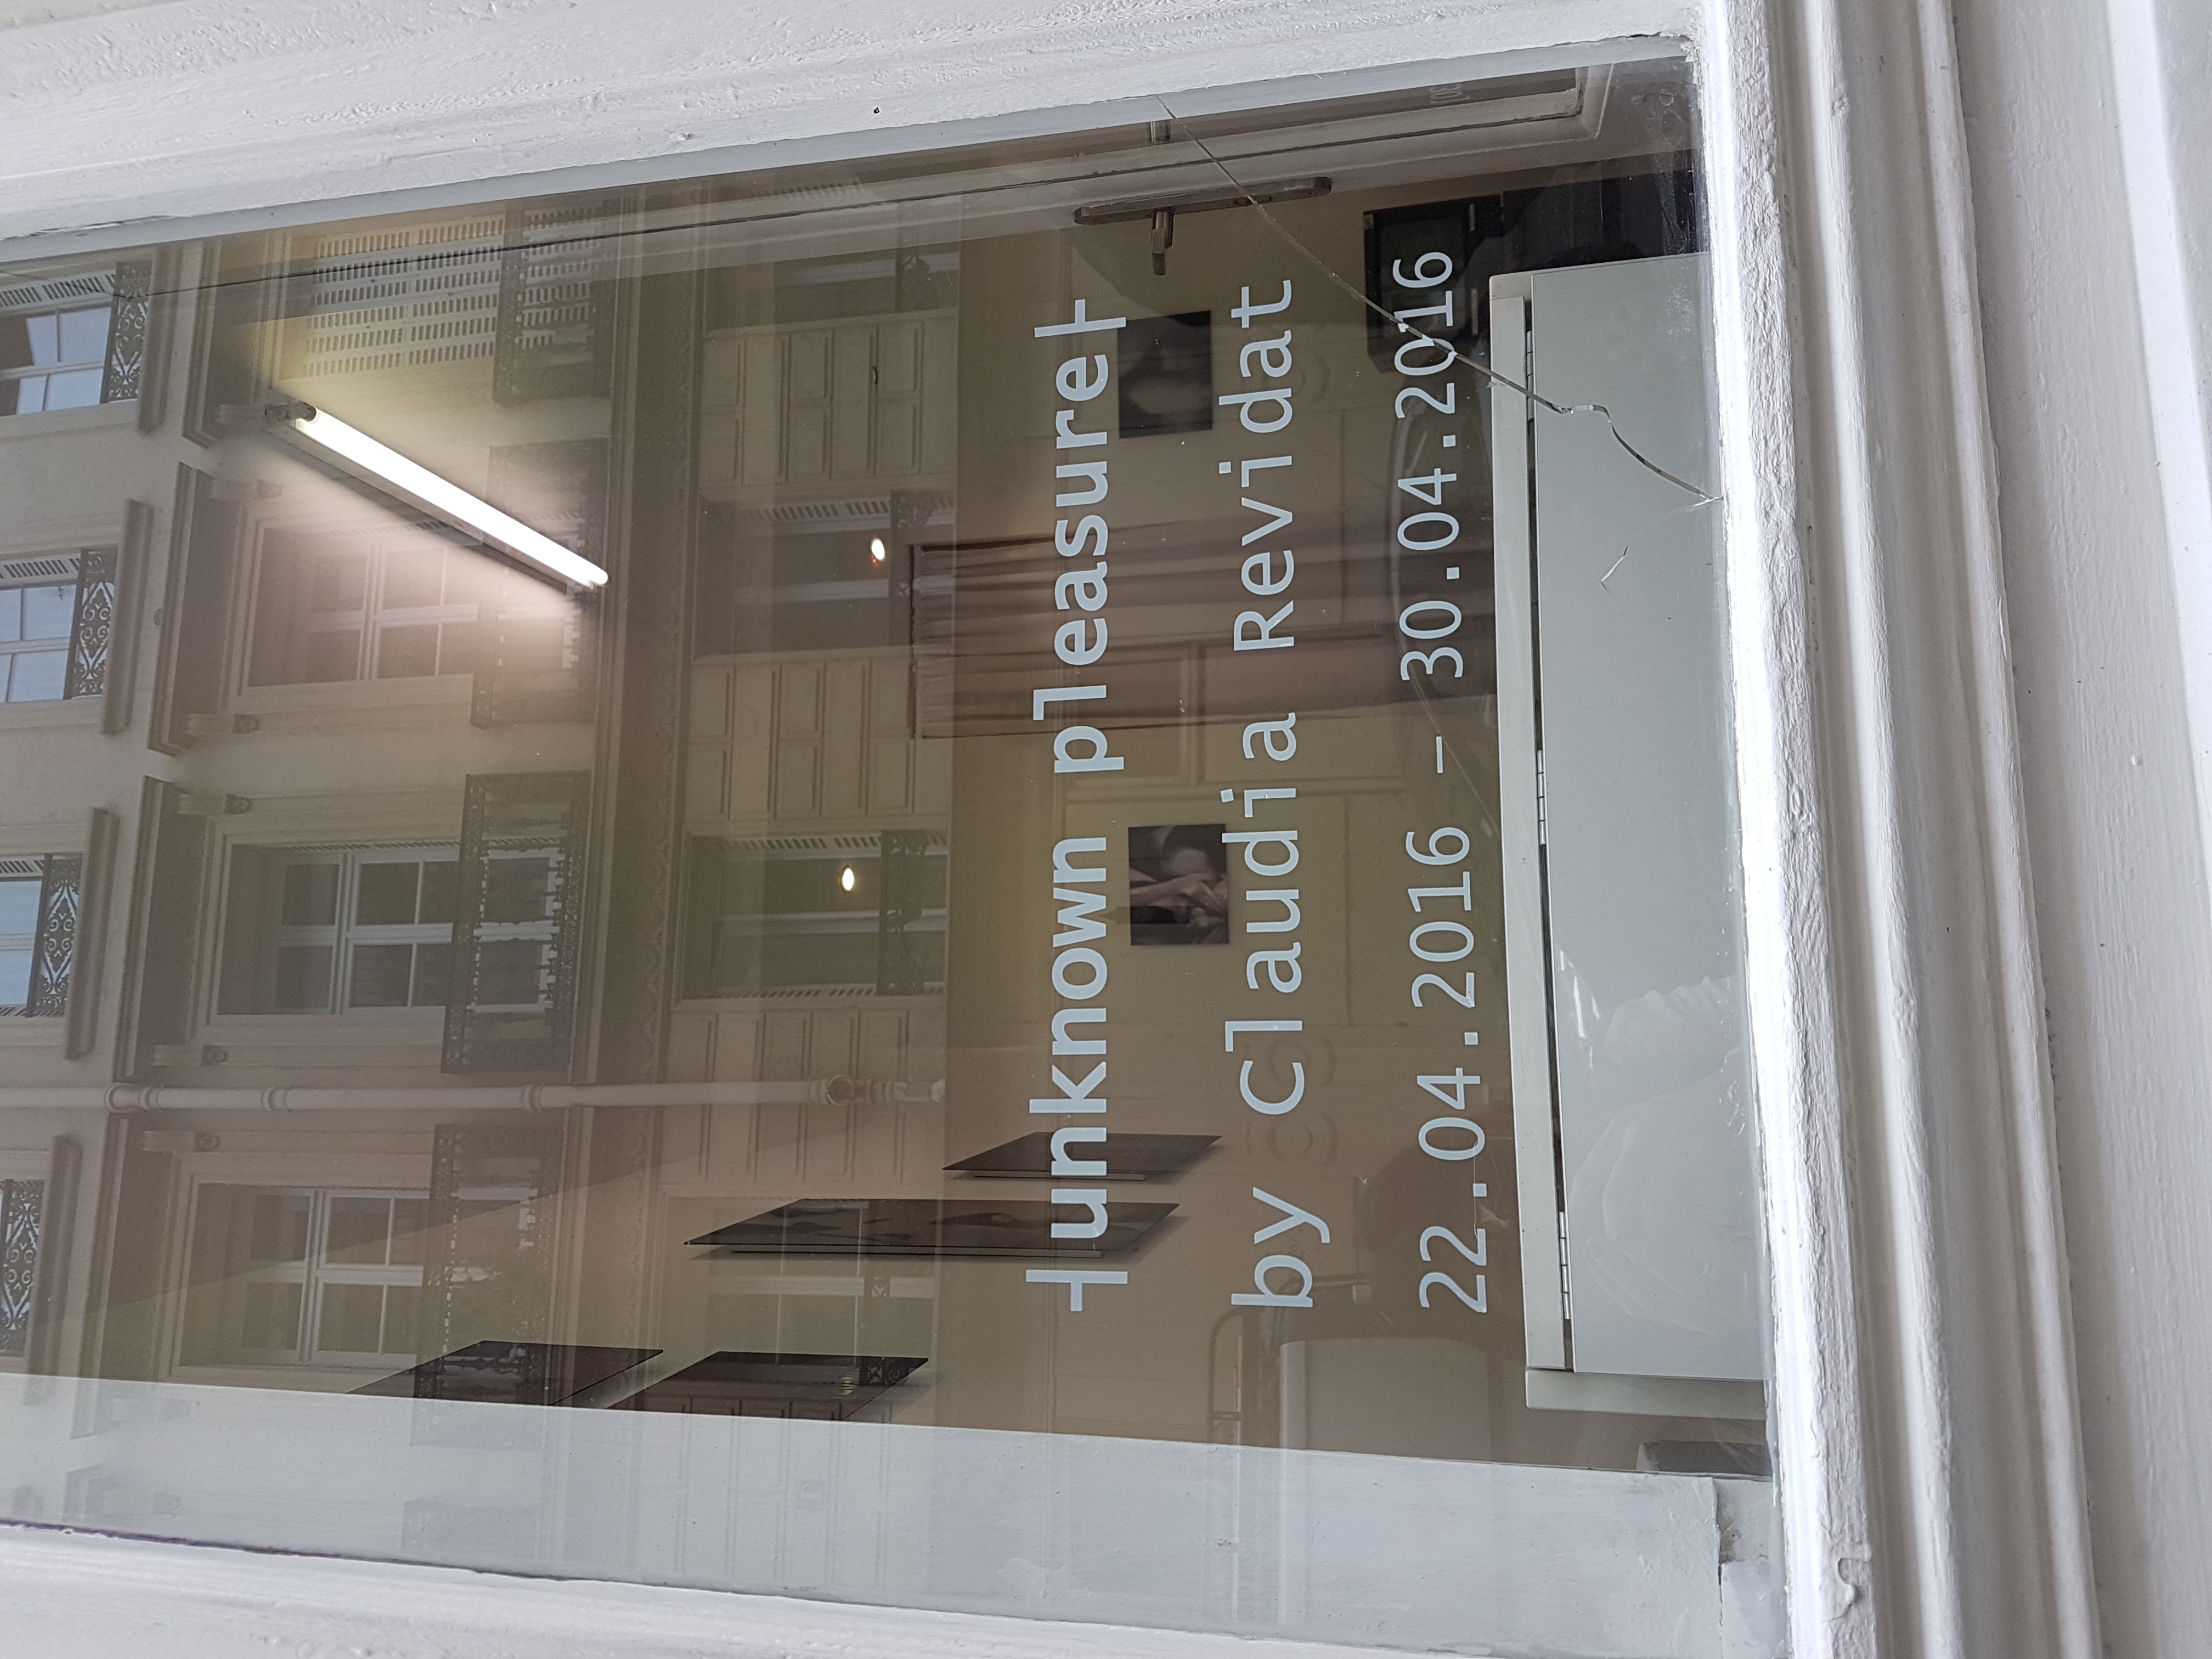 ┤unknown pleasure├
by Claudia Revidat
22.04.2016 – 30.04.2016